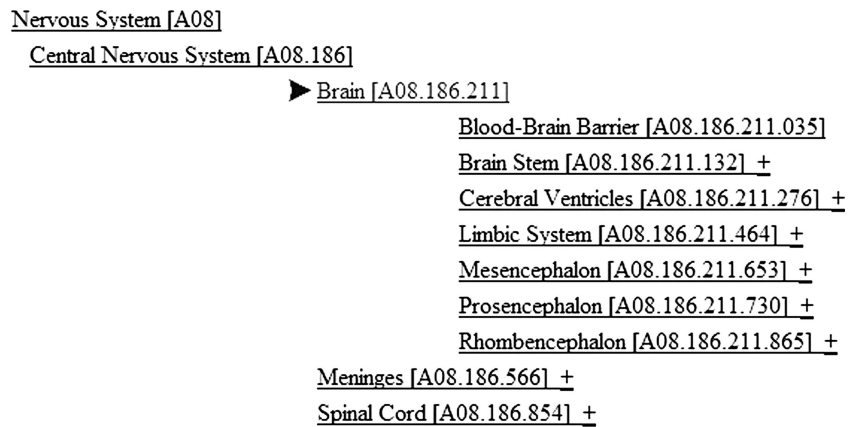 Nervous System [A08]
Central Nervous System [A08.186]
Brain [A08.186.211]
Blood-Brain Barrier [A08.186.211.035]
Brain Stem [A08.186.211.132] +
Cerebral Ventricles [A08.186.211.276] +
Limbic System [A08.186.211.464] +
Mesencephalon [A08.186.211.653] +
Prosencephalon [A08.186.211.730] +
Rhombencephalon [A08.186.211.865] +
Meninges [A08.186.566] +
Spinal Cord [A08.186.854] +